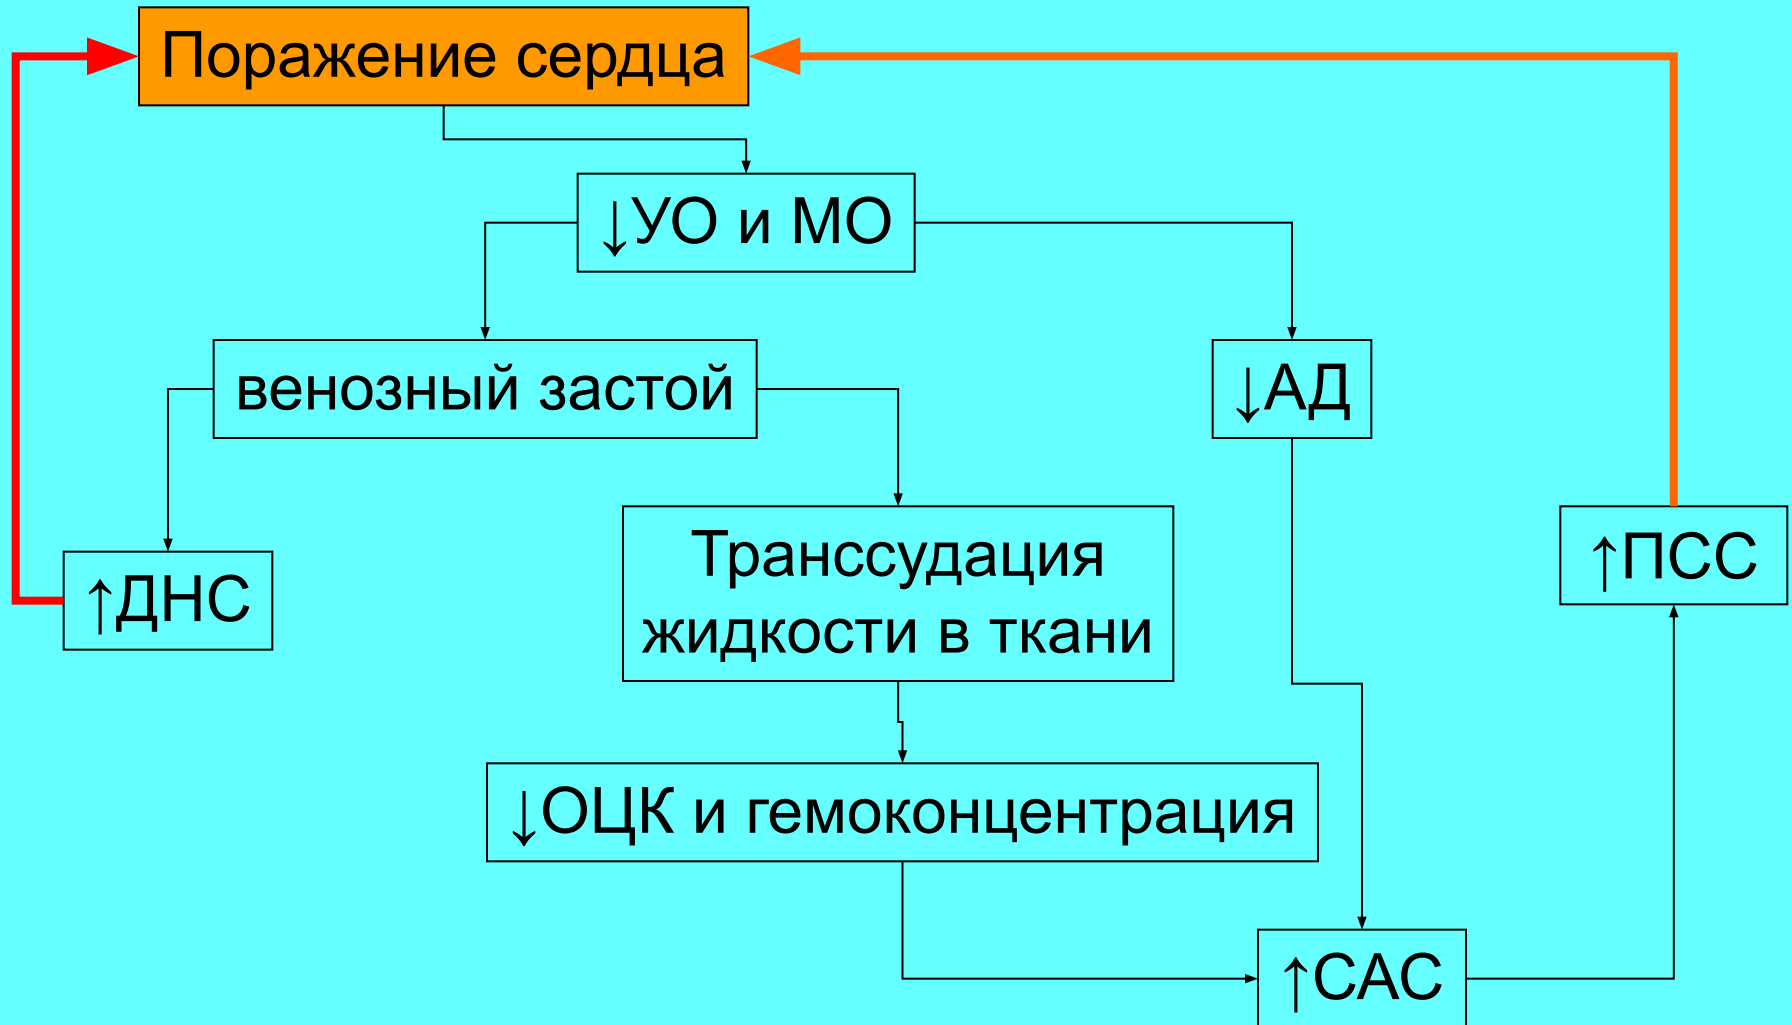 Поражение сердца
↓УО и МО
венозный застой
↓АД
Транссудация
жидкости в ткани
↑ПСС
↑ДНС
↓ОЦК и гемоконцентрация
↑САС